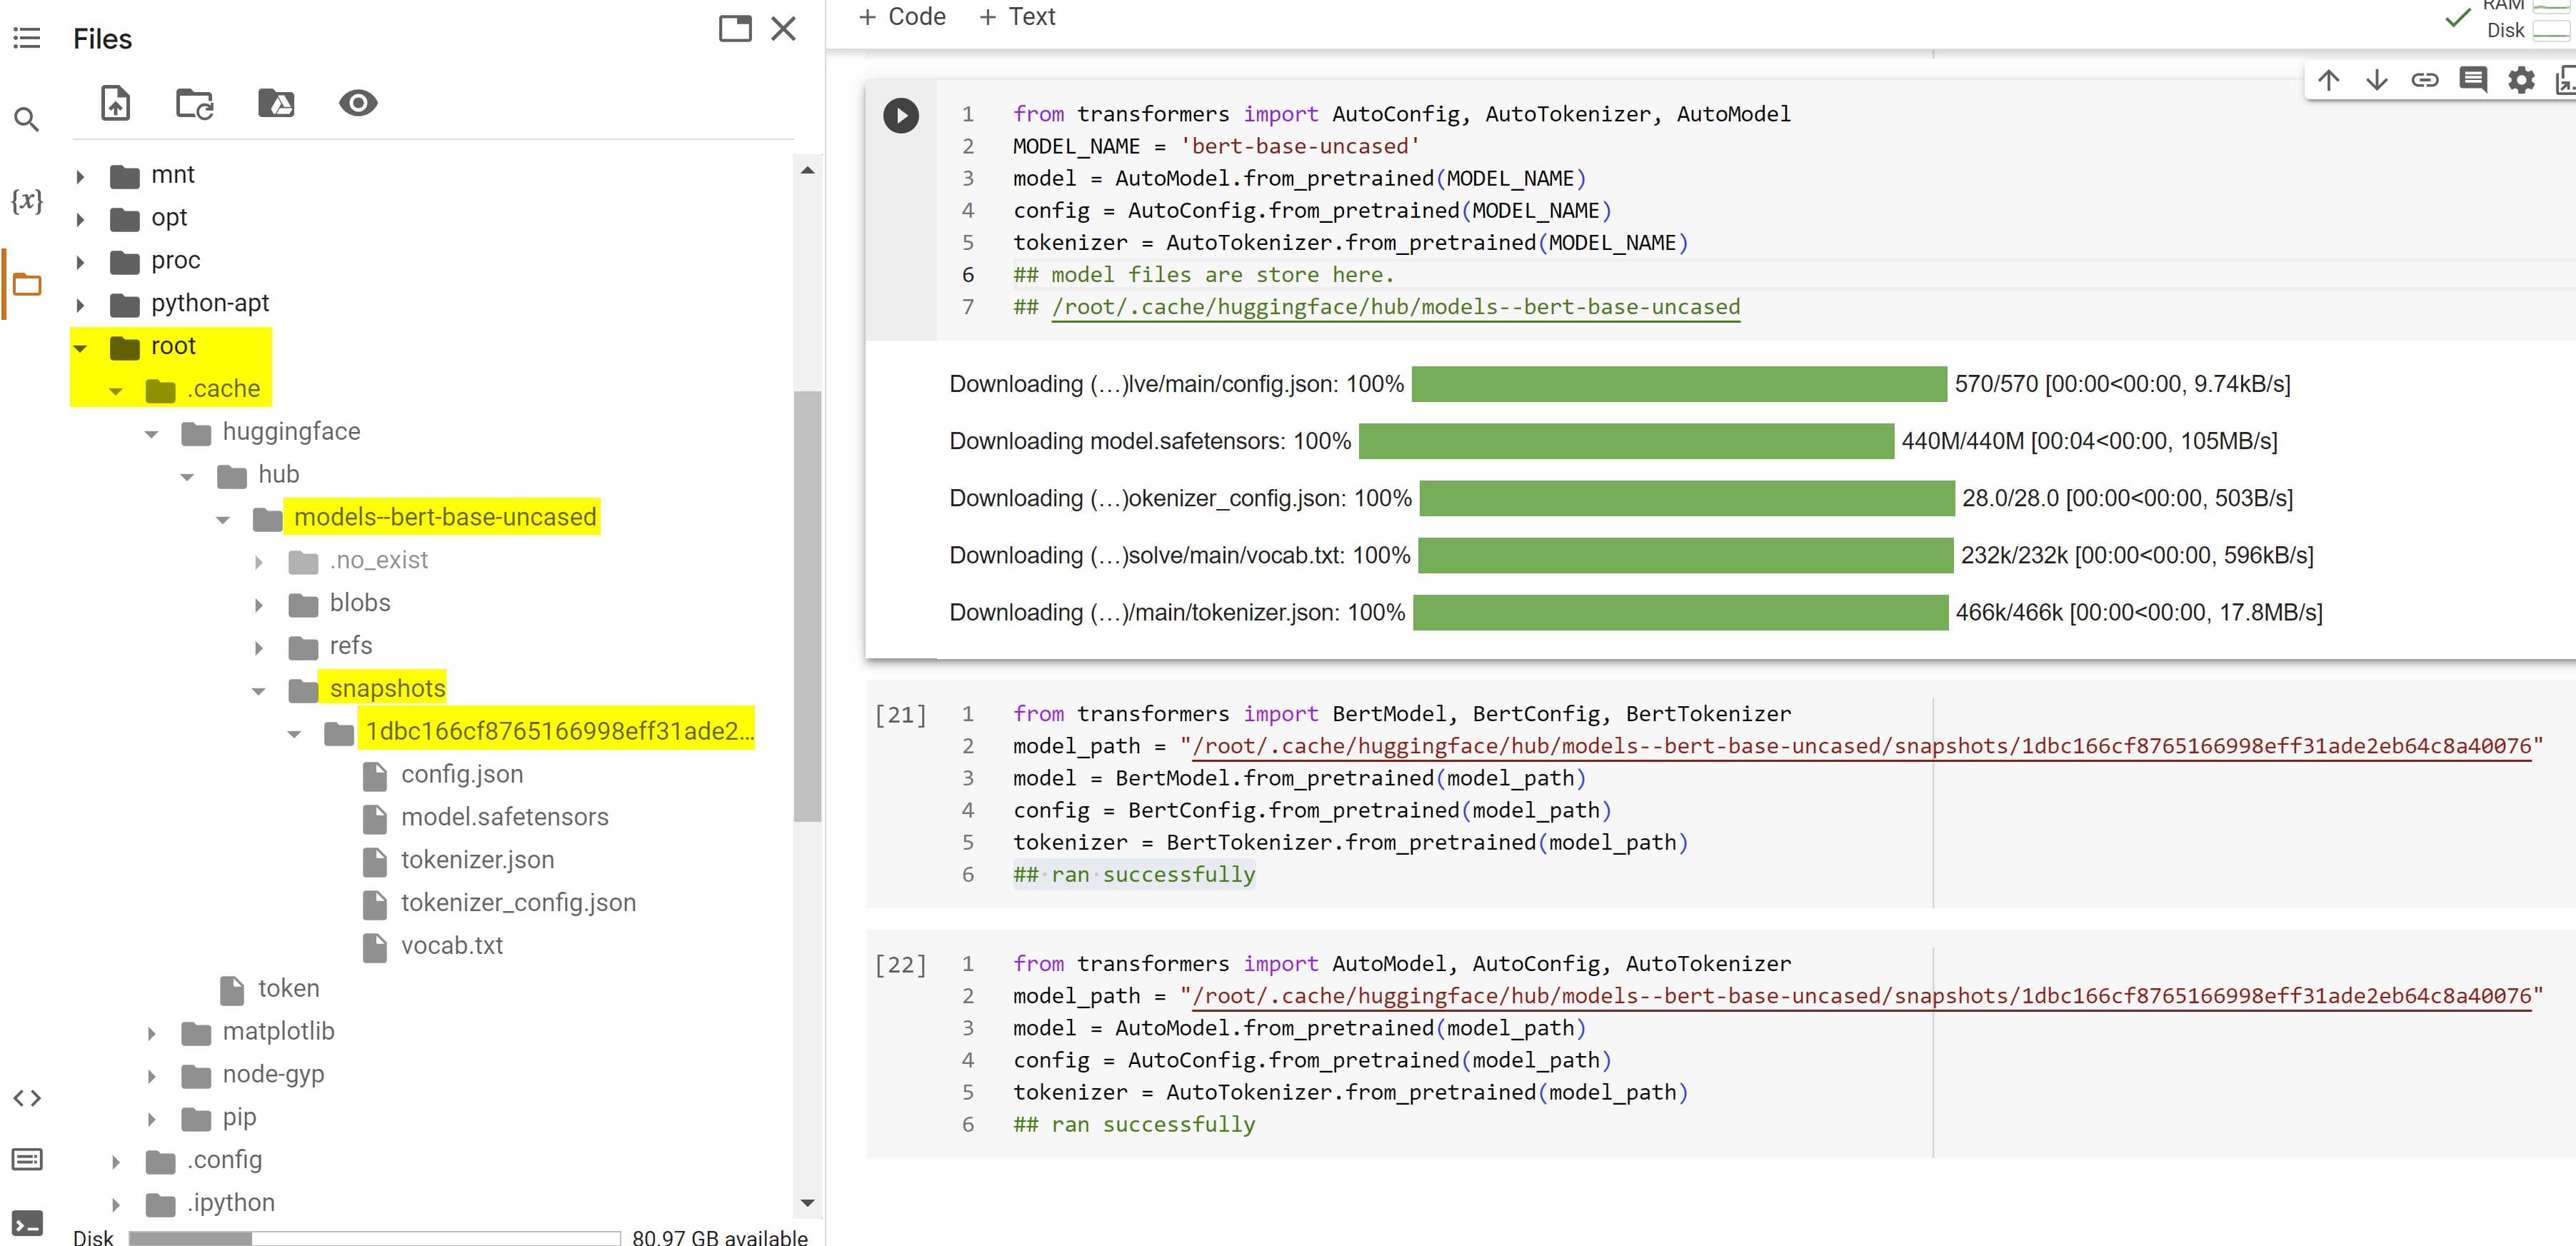 Files
mnt
opt
proc
python-apt
root
.cache
huggingface
hub
models--bert-base-uncased
.no_exist
blobs
refs
snapshots
1dbc166cf8765166998eff31ade2...
config.json
model.safetensors
tokenizer.json
tokenizer_config.json
vocab.txt
token
matplotlib
node-gyp
pip
.config
.ipython
Disk 80.97 GB available
{x}
+ Code + Text
RAM
Disk
1 from transformers import AutoConfig, AutoTokenizer, AutoModel
2 MODEL_NAME = 'bert-base-uncased'
3 model = AutoModel.from_pretrained(MODEL_NAME)
4 config = AutoConfig.from_pretrained(MODEL_NAME)
5 tokenizer = AutoTokenizer.from_pretrained(MODEL_NAME)
6 ## model files are store here.
7 ## /root/.cache/huggingface/hub/models--bert-base-uncased
Downloading (…)lve/main/config.json: 100% 570/570 [00:00<00:00, 9.74kB/s]
Downloading model.safetensors: 100% 440M/440M [00:04<00:00, 105MB/s]
Downloading (…)okenizer_config.json: 100% 28.0/28.0 [00:00<00:00, 503B/s]
Downloading (…)solve/main/vocab.txt: 100% 232k/232k [00:00<00:00, 596kB/s]
Downloading (…)/main/tokenizer.json: 100% 466k/466k [00:00<00:00, 17.8MB/s]
[21] 1 from transformers import BertModel, BertConfig, BertTokenizer
2 model_path = "/root/.cache/huggingface/hub/models--bert-base-uncased/snapshots/1dbc166cf8765166998eff31ade2eb64c8a40076"
3 model = BertModel.from_pretrained(model_path)
4 config = BertConfig.from_pretrained(model_path)
5 tokenizer = BertTokenizer.from_pretrained(model_path)
6 ## ran successfully
[22] 1 from transformers import AutoModel, AutoConfig, AutoTokenizer
2 model_path = "/root/.cache/huggingface/hub/models--bert-base-uncased/snapshots/1dbc166cf8765166998eff31ade2eb64c8a40076"
3 model = AutoModel.from_pretrained(model_path)
4 config = AutoConfig.from_pretrained(model_path)
5 tokenizer = AutoTokenizer.from_pretrained(model_path)
6 ## ran successfully